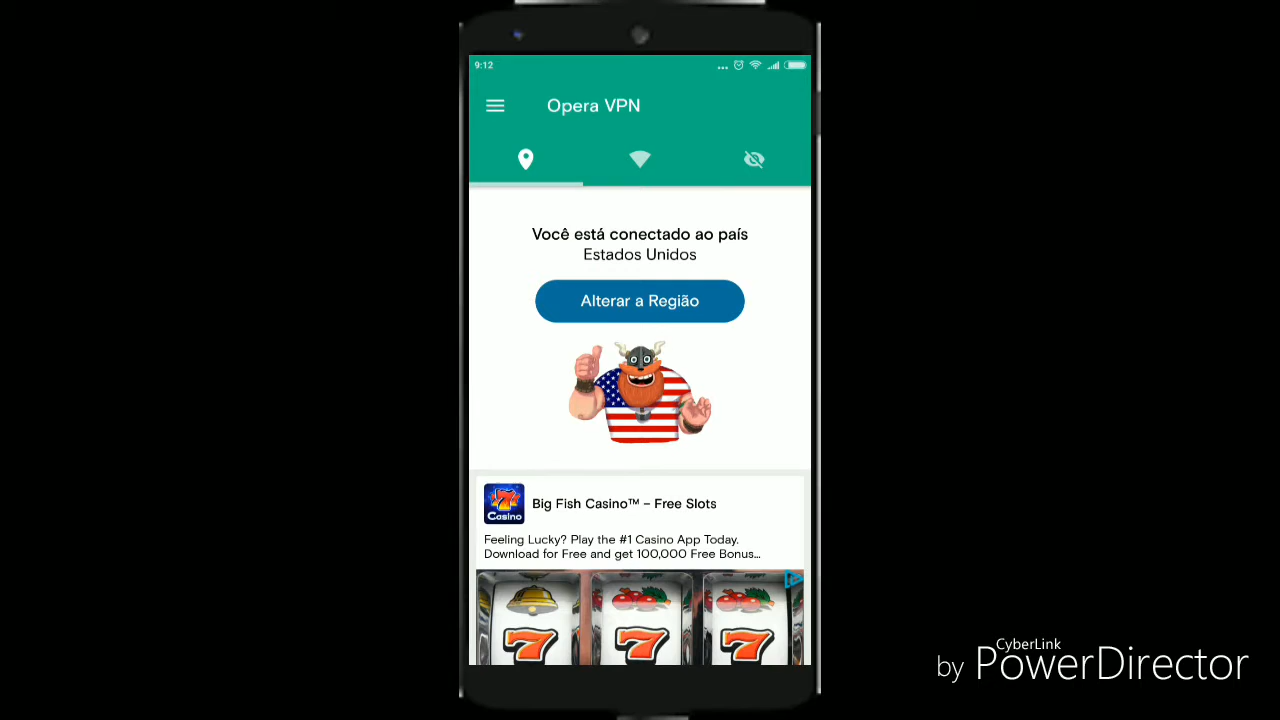 9:12
Opera VPN
Você está conectado ao país
Estados Unidos
Alterar a Região
Casino
Big Fish Casino™ – Free Slots
Feeling Lucky? Play the #1 Casino App Today.
Download for Free and get 100,000 Free Bonus...
7 7 7
CyberLink
by PowerDirector